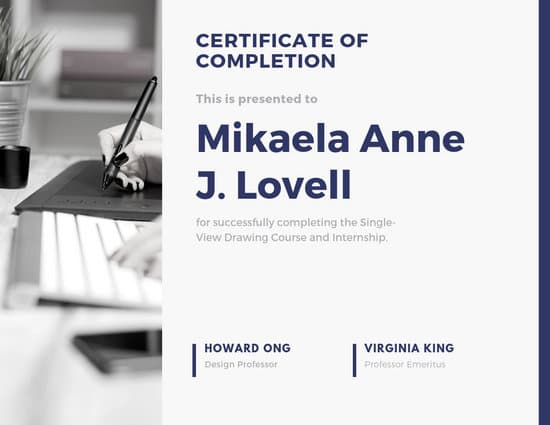 CERTIFICATE OF
COMPLETION
This is presented to
Mikaela Anne
J. Lovell
for successfully completing the Single-
View Drawing Course and Internship.
HOWARD ONG
Design Professor
VIRGINIA KING
Professor Emeritus